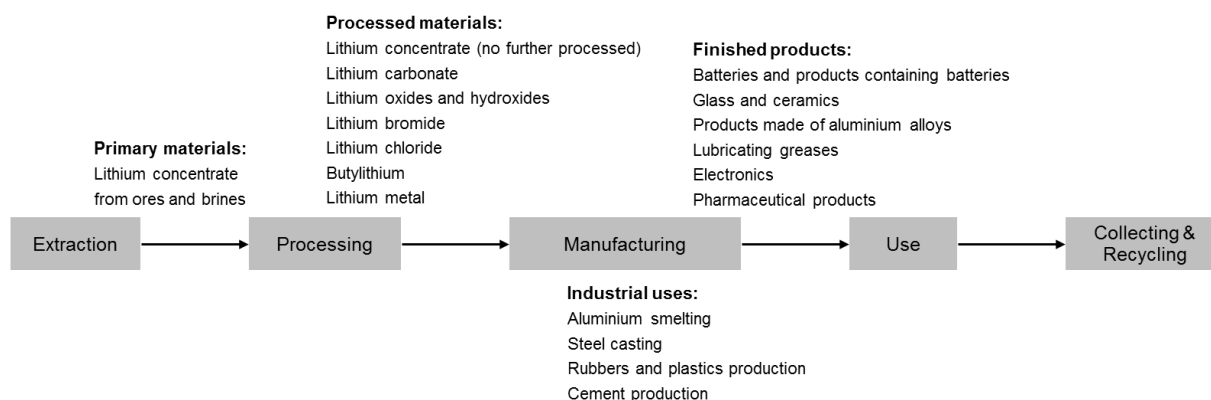 Processed materials:
Lithium concentrate (no further processed)
Lithium carbonate
Lithium oxides and hydroxides
Lithium bromide
Lithium chloride
Butylithium
Lithium metal
Finished products:
Batteries and products containing batteries
Glass and ceramics
Products made of aluminium alloys
Lubricating greases
Electronics
Pharmaceutical products
Primary materials:
Lithium concentrate
from ores and brines
Extraction
Processing
Manufacturing
Use
Collecting &
Recycling
Industrial uses:
Aluminium smelting
Steel casting
Rubbers and plastics production
Cement production